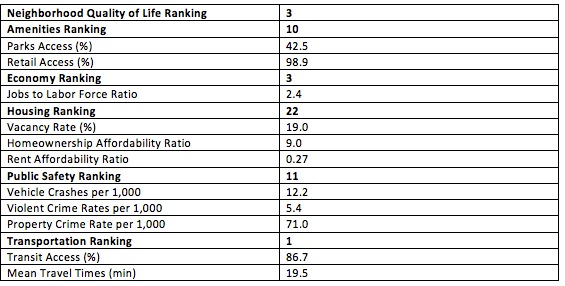 Neighborhood Quality of Life Ranking 3
Amenities Ranking 10
Parks Access (%) 42.5
Retail Access (%) 98.9
Economy Ranking 3
Jobs to Labor Force Ratio 2.4
Housing Ranking 22
Vacancy Rate (%) 19.0
Homeownership Affordability Ratio 9.0
Rent Affordability Ratio 0.27
Public Safety Ranking 11
Vehicle Crashes per 1,000 12.2
Violent Crime Rates per 1,000 5.4
Property Crime Rate per 1,000 71.0
Transportation Ranking 1
Transit Access (%) 86.7
Mean Travel Times (min) 19.5